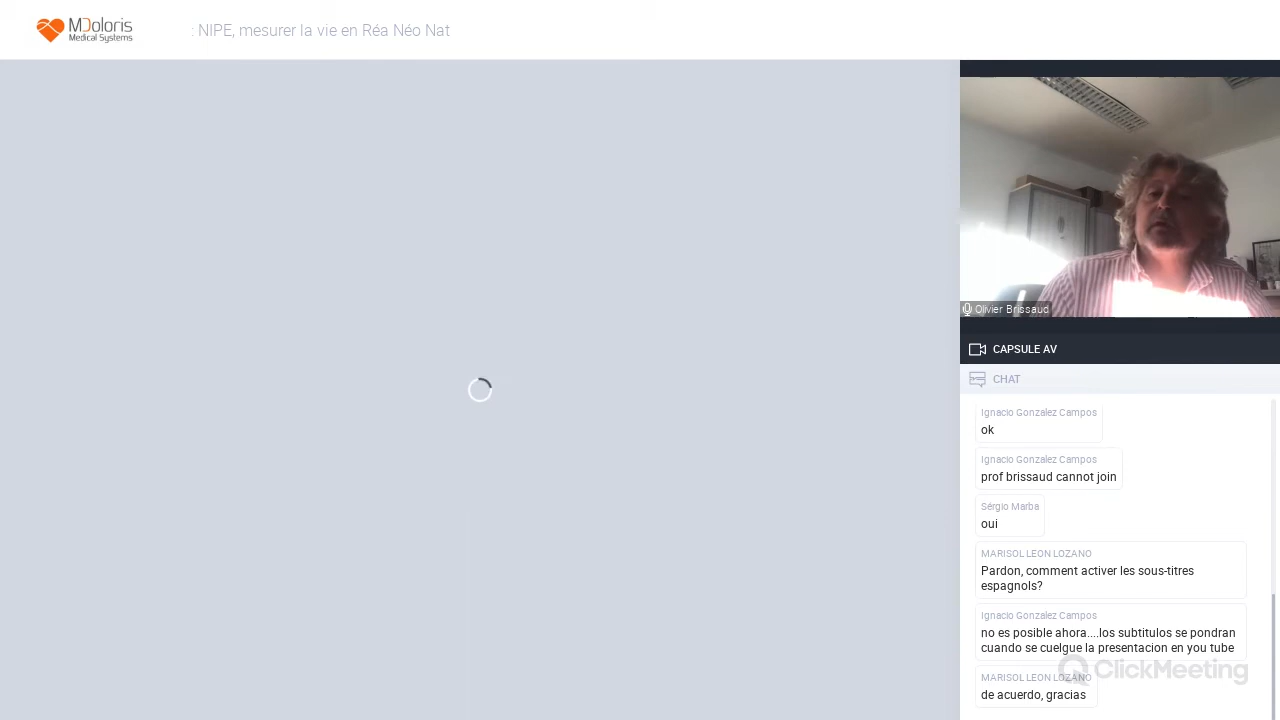 MDoloris
Medical Systems
: NIPE, mesurer la vie en Réa Néo Nat
Olivier Brissaud
CAPSULE AV
CHAT
Ignacio Gonzalez Campos
ok
Ignacio Gonzalez Campos
prof brissaud cannot join
Sérgio Marba
oui
MARISOL LEON LOZANO
Pardon, comment activer les sous-titres
espagnols?
Ignacio Gonzalez Campos
no es posible ahora....los subtitulos se pondran
cuando se cuelgue la presentacion en you tube
MARISOL LEON LOZANO
de acuerdo, gracias
ClickMeeting